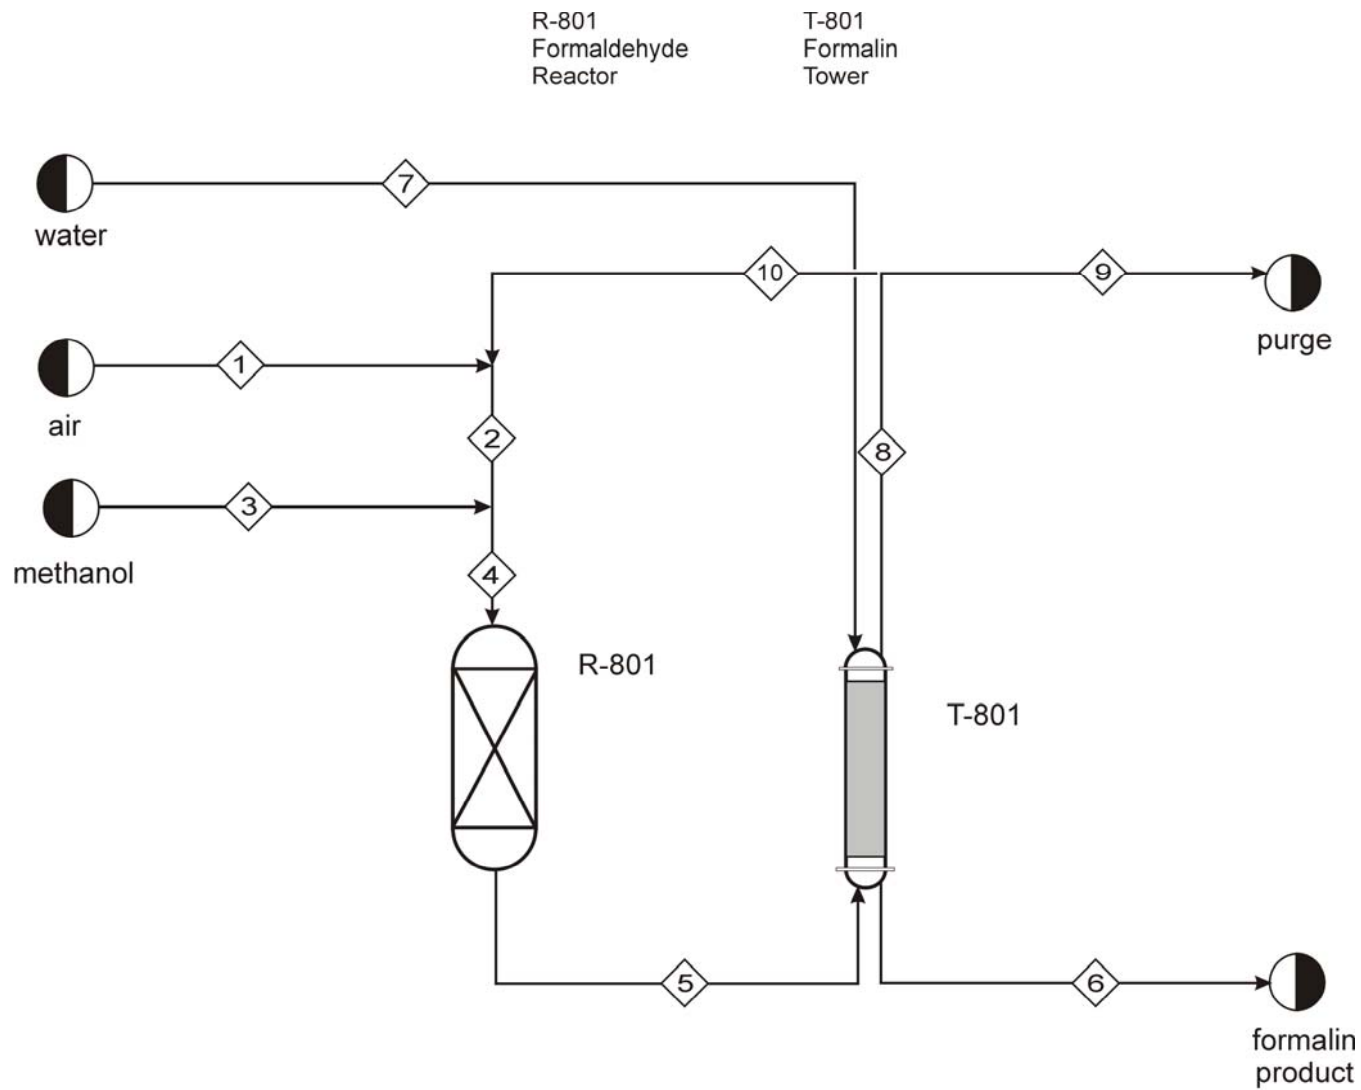 R-801
Formaldehyde
Reactor
T-801
Formalin
Tower
7
water
10
9
purge
1
air
2
8
3
methanol
4
R-801
T-801
5
6
formalin
product